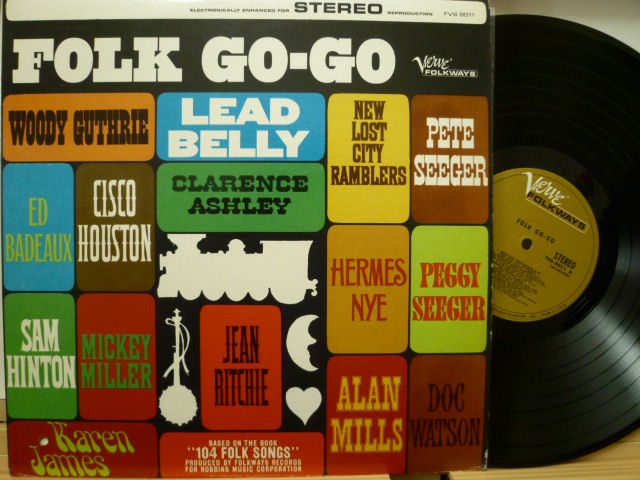 ELECTRONICALLY ENHANCED FOR STEREO REPRODUCTION
FVS 9011
FOLK GO-GO
Verve
FOLKWAYS
WOODY GUTHRIE
LEAD
BELLY
NEW
LOST
CITY
RAMBLERS
PETE
SEEGER
ED
BADEAUX
CISCO
HOUSTON
CLARENCE
ASHLEY
HERMES
NYE
PEGGY
SEEGER
SAM
HINTON
MICKEY
MILLER
JEAN
RITCHIE
ALAN
MILLS
DOC
WATSON
Karen
James
BASED ON THE BOOK
"104 FOLK SONGS"
PRODUCED BY FOLKWAYS RECORDS
FOR ROBBINS MUSIC CORPORATION
Verve
FOLKWAYS
FOLK GO-GO
STEREO